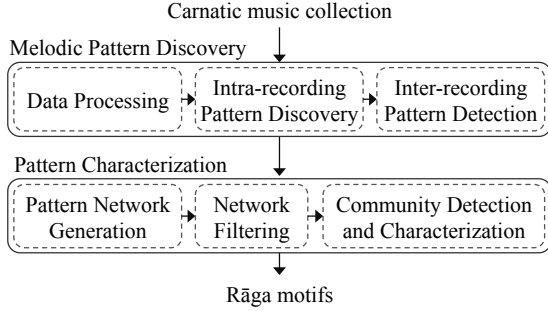 Carnatic music collection
Melodic Pattern Discovery
Data Processing
Intra-recording
Pattern Discovery
Inter-recording
Pattern Detection
Pattern Characterization
Pattern Network
Generation
Network
Filtering
Community Detection
and Characterization
Rāga motifs